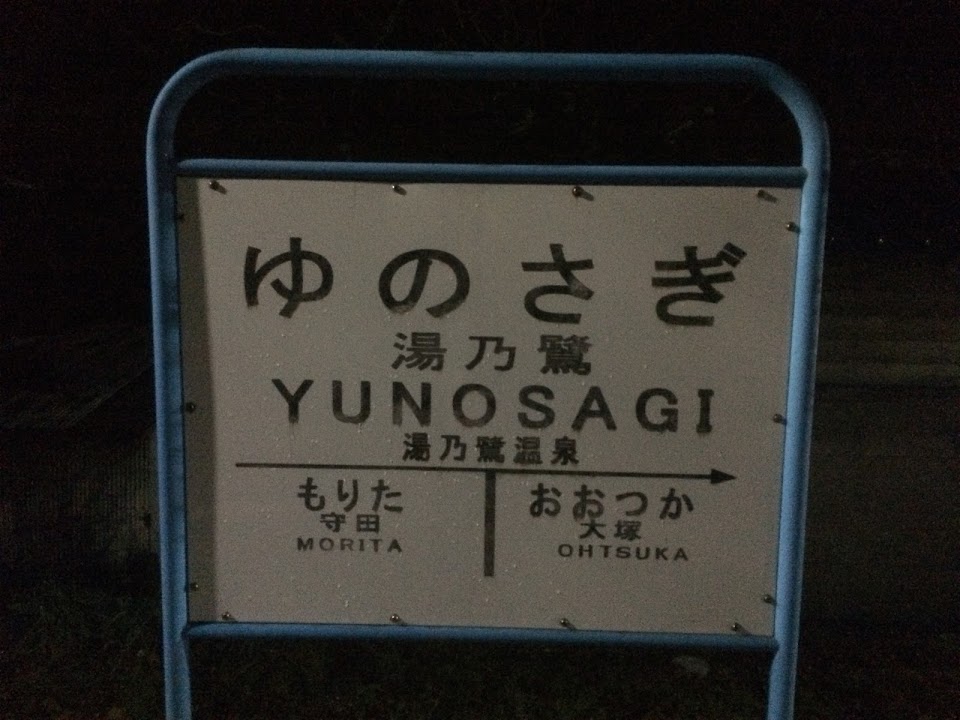 ゆのさぎ
湯乃鷺
YUNOSAGI
湯乃鷺温泉
もりた おおつか
守田 大塚
MORITA OHTSUKA